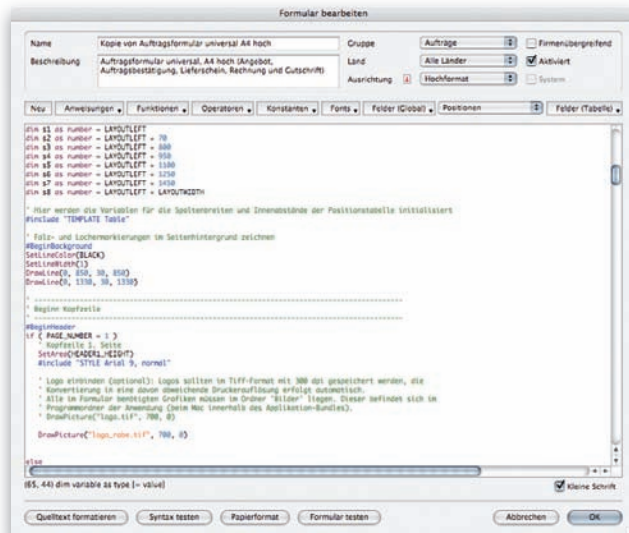 Formular bearbeiten
Name Kopie von Auftragsformular universal A4 hoch Gruppe Aufträge Firmenübergreifend
Beschreibung Auftragsformular universal, A4 hoch (Angebot, Auftragsbestätigung, Lieferschein, Rechnung und Gutschrift) Land Alle Länder Aktiviert
Ausrichtung Hochformat System
Neu Anweisungen Funktionen Operatoren Konstanten Fonts Felder (Global) Positionen Felder (Tabelle)
dim s1 as number = LAYOUTLEFT
dim s2 as number = LAYOUTLEFT + 70
dim s3 as number = LAYOUTLEFT + 800
dim s4 as number = LAYOUTLEFT + 950
dim s5 as number = LAYOUTLEFT + 1100
dim s6 as number = LAYOUTLEFT + 1250
dim s7 as number = LAYOUTLEFT + 1450
dim s8 as number = LAYOUTLEFT + LAYOUTWIDTH
' Hier werden die Variablen für die Spaltenbreiten und Innenabstände der Positionstabelle initialisiert
#include "TEMPLATE Table"
' Falz- und Lochermarkierungen im Seitenhintergrund zeichnen
#BeginBackground
SetLineColor(BLACK)
SetLineWidth(1)
DrawLine(0, 850, 30, 850)
DrawLine(0, 1330, 30, 1330)
' Beginn Kopfzeile
#BeginHeader
if ( PAGE_NUMBER = 1 )
' Kopfzeile 1. Seite
SetArea(HEADER1_HEIGHT)
#include "STYLE Arial 9, normal"
' Logo einbinden (optional): Logos sollten im Tiff-Format mit 300 dpi gespeichert werden, die
' Konvertierung in eine davon abweichende Druckerauflösung erfolgt automatisch.
' Alle im Formular benötigten Grafiken müssen im Ordner 'Bilder' liegen. Dieser befindet sich im
' Programmordner der Anwendung (beim Mac innerhalb des Applikation-Bundles).
' DrawPicture("logo.tif", 700, 0)
DrawPicture("logo_robe.tif", 700, 0)
else
(65, 44) dim variable as type [= value] Kleine Schrift
Quelltext formatieren Syntax testen Papierformat Formular testen Abbrechen OK